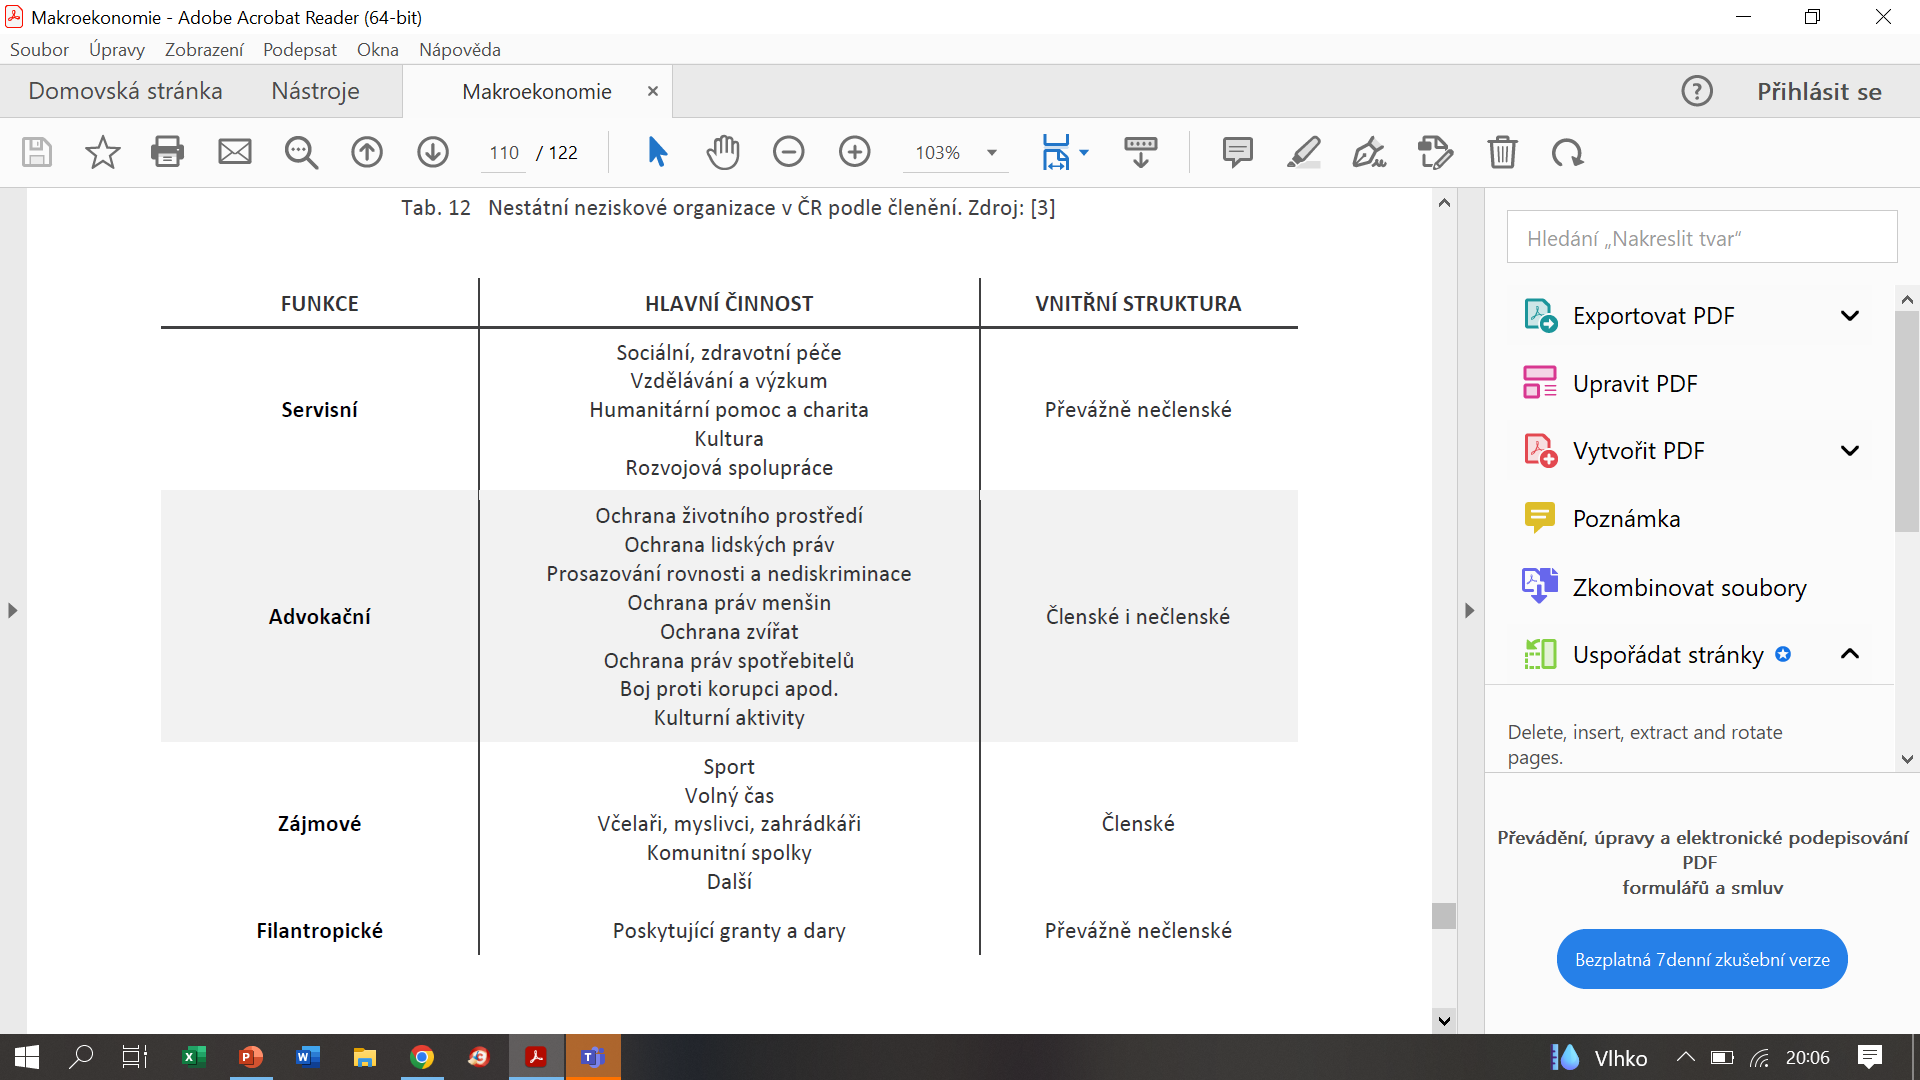 Makroekonomie - Adobe Acrobat Reader (64-bit)
Soubor Úpravy Zobrazení Podepsat Okna Nápověda
Domovská stránka Nástroje Makroekonomie × Přihlásit se
110 / 122 103%
Tab. 12 Nestátní neziskové organizace v ČR podle členění. Zdroj: [3]
FUNKCE HLAVNÍ ČINNOST VNITŘNÍ STRUKTURA
Sociální, zdravotní péče
Vzdělávání a výzkum
Servisní Humanitární pomoc a charita Převážně nečlenské
Kultura
Rozvojová spolupráce
Ochrana životního prostředí
Ochrana lidských práv
Prosazování rovnosti a nediskriminace
Ochrana práv menšin
Advokační Členské i nečlenské
Ochrana zvířat
Ochrana práv spotřebitelů
Boj proti korupci apod.
Kulturní aktivity
Sport
Volný čas
Zájmové Včelaři, myslivci, zahrádkáři Členské
Komunitní spolky
Další
Filantropické Poskytující granty a dary Převážně nečlenské
Hledání „Nakreslit tvar“
Exportovat PDF
Upravit PDF
Vytvořit PDF
Poznámka
Zkombinovat soubory
Uspořádat stránky
Delete, insert, extract and rotate
pages.
Převádění, úpravy a elektronické podepisování
PDF
formulářů a smluv
Bezplatná 7denní zkušební verze
Vlhko 20:06